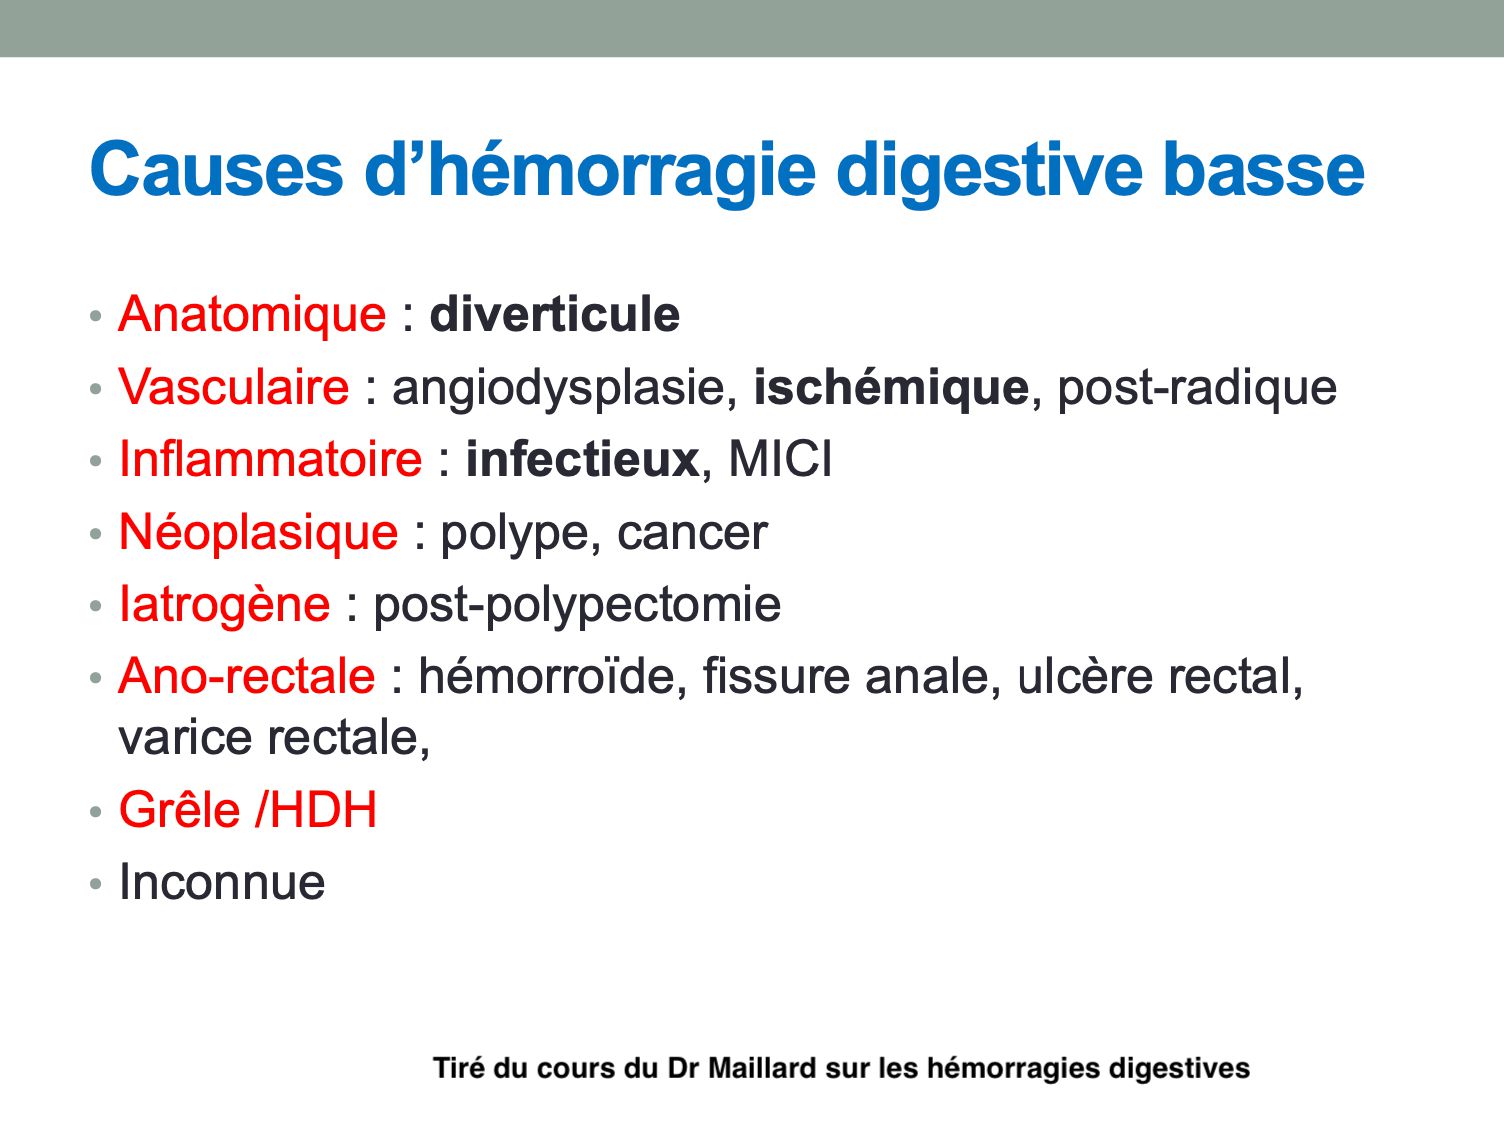 Causes d’hémorragie digestive basse
• Anatomique : diverticule
• Vasculaire : angiodysplasie, ischémique, post-radique
• Inflammatoire : infectieux, MICI
• Néoplasique : polype, cancer
• Iatrogène : post-polypectomie
• Ano-rectale : hémorroïde, fissure anale, ulcère rectal,
varice rectale,
• Grêle /HDH
• Inconnue
Tiré du cours du Dr Maillard sur les hémorragies digestives